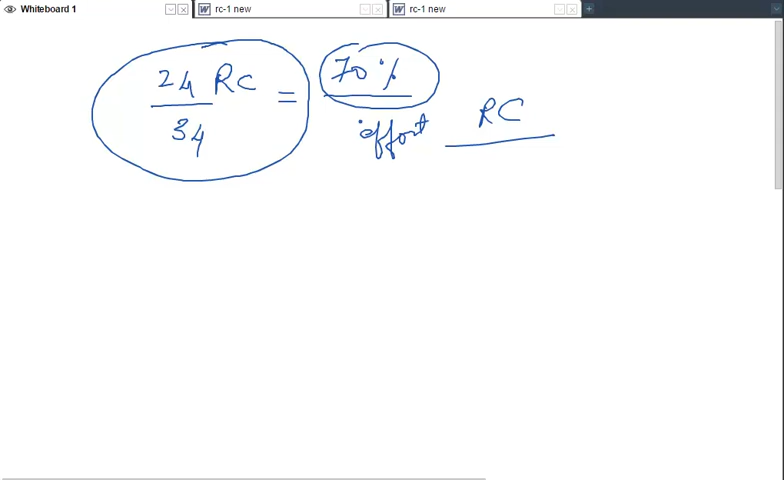 Whiteboard 1
rc-1 new
rc-1 new
24 RC = 70%
34
effort RC